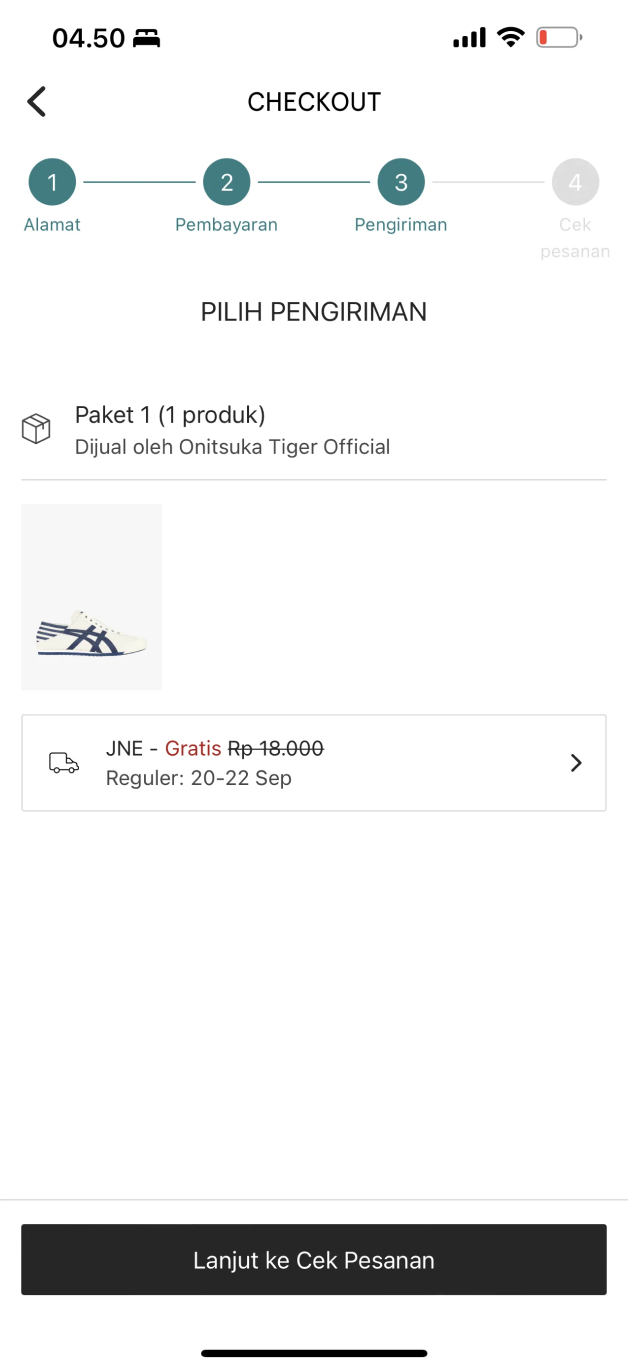 04.50
CHECKOUT
1
2
3
4
Alamat
Pembayaran
Pengiriman
Cek
pesanan
PILIH PENGIRIMAN
Paket 1 (1 produk)
Dijual oleh Onitsuka Tiger Official
JNE - Gratis Rp 18.000
Reguler: 20-22 Sep
Lanjut ke Cek Pesanan